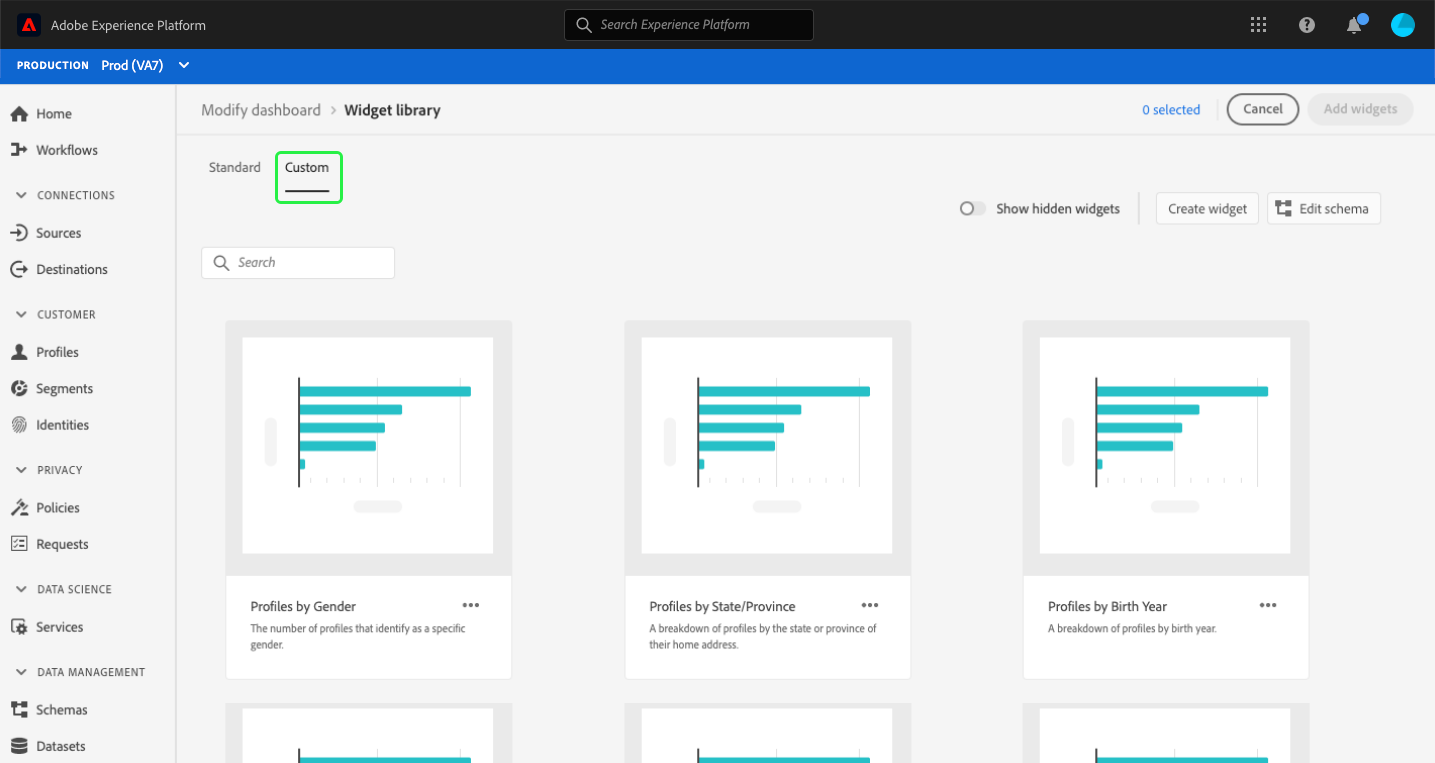 Adobe Experience Platform
Search Experience Platform
PRODUCTION Prod (VA7)
Home
Workflows
CONNECTIONS
Sources
Destinations
CUSTOMER
Profiles
Segments
Identities
PRIVACY
Policies
Requests
DATA SCIENCE
Services
DATA MANAGEMENT
Schemas
Datasets
Modify dashboard > Widget library
0 selected
Cancel
Add widgets
Standard
Custom
Show hidden widgets
Create widget
Edit schema
Search
Profiles by Gender
The number of profiles that identify as a specific
gender.
Profiles by State/Province
A breakdown of profiles by the state or province of
their home address.
Profiles by Birth Year
A breakdown of profiles by birth year.